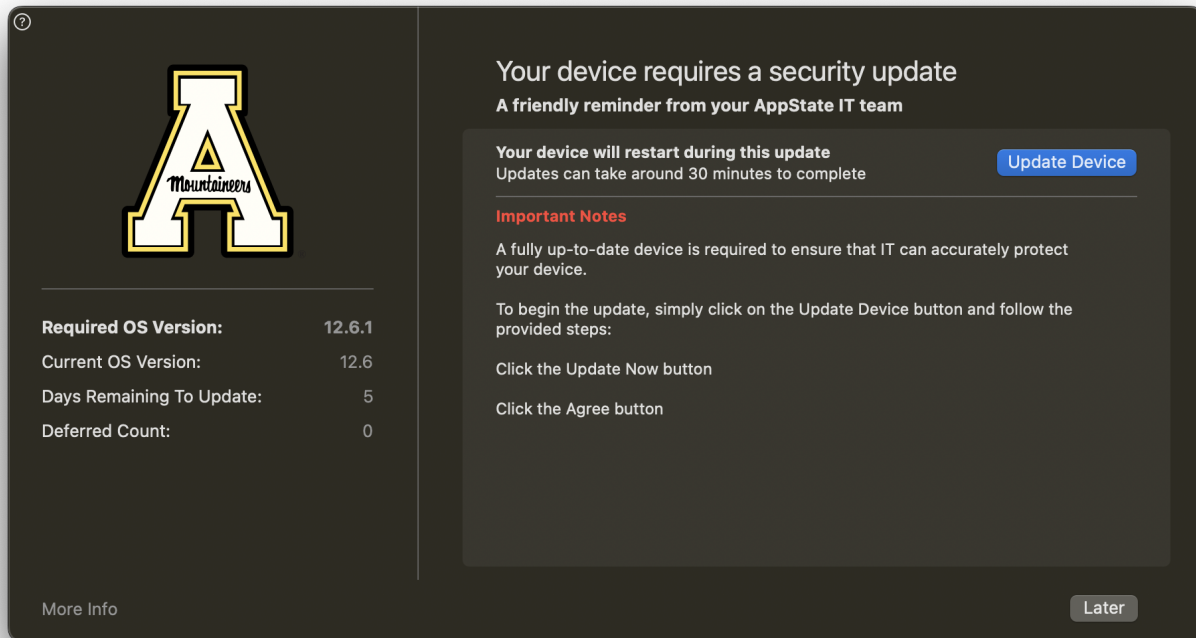 ?
Mountaineers
Required OS Version: 12.6.1
Current OS Version: 12.6
Days Remaining To Update: 5
Deferred Count: 0
More Info
Your device requires a security update
A friendly reminder from your AppState IT team
Your device will restart during this update
Updates can take around 30 minutes to complete
Update Device
Important Notes
A fully up-to-date device is required to ensure that IT can accurately protect
your device.
To begin the update, simply click on the Update Device button and follow the
provided steps:
Click the Update Now button
Click the Agree button
Later